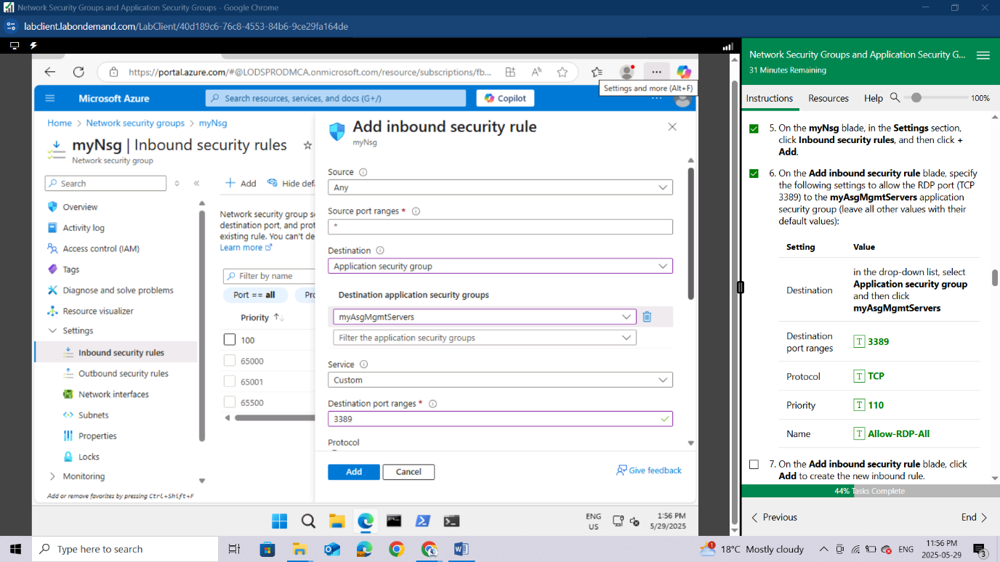 Network Security Groups and Application Security Groups - Google Chrome
labclient.labondemand.com/LabClient/40d189c6-76c8-4553-84b6-9ce29fa164de
https://portal.azure.com/#@LODSPRODMCA.onmicrosoft.com/resource/subscriptions/fb...
Settings and more (Alt+F)
Microsoft Azure
Search resources, services, and docs (G+/)
Copilot
Home > Network security groups > myNsg
myNsg | Inbound security rules
Network security group
Search
Overview
Activity log
Access control (IAM)
Tags
Diagnose and solve problems
Resource visualizer
Settings
Inbound security rules
Outbound security rules
Network interfaces
Subnets
Properties
Locks
Monitoring
Add or remove favorites by pressing Ctrl+Shift+F
Add
Hide def
Network security group s
destination port, and prot
existing rule. You can't de
Learn more
Filter by name
Port == all
Pro
Priority
100
65000
65001
65500
Add inbound security rule
myNsg
Source
Any
Source port ranges *
*
Destination
Application security group
Destination application security groups
myAsgMgmtServers
Filter the application security groups
Service
Custom
Destination port ranges *
3389
Protocol
Add
Cancel
Give feedback
ENG
US
1:56 PM
5/29/2025
Network Security Groups and Application Security G...
31 Minutes Remaining
Instructions
Resources
Help
100%
5. On the myNsg blade, in the Settings section,
click Inbound security rules, and then click +
Add.
6. On the Add inbound security rule blade, specify
the following settings to allow the RDP port (TCP
3389) to the myAsgMgmtServers application
security group (leave all other values with their
default values):
Setting Value
in the drop-down list, select
Application security group
Destination
and then click
myAsgMgmtServers
Destination
port ranges
T 3389
Protocol T TCP
Priority T 110
Name T Allow-RDP-All
7. On the Add inbound security rule blade, click
Add to create the new inbound rule.
44% Tasks Complete
Previous
End
Type here to search
1
18°C Mostly cloudy
ENG
11:56 PM
2025-05-29
3